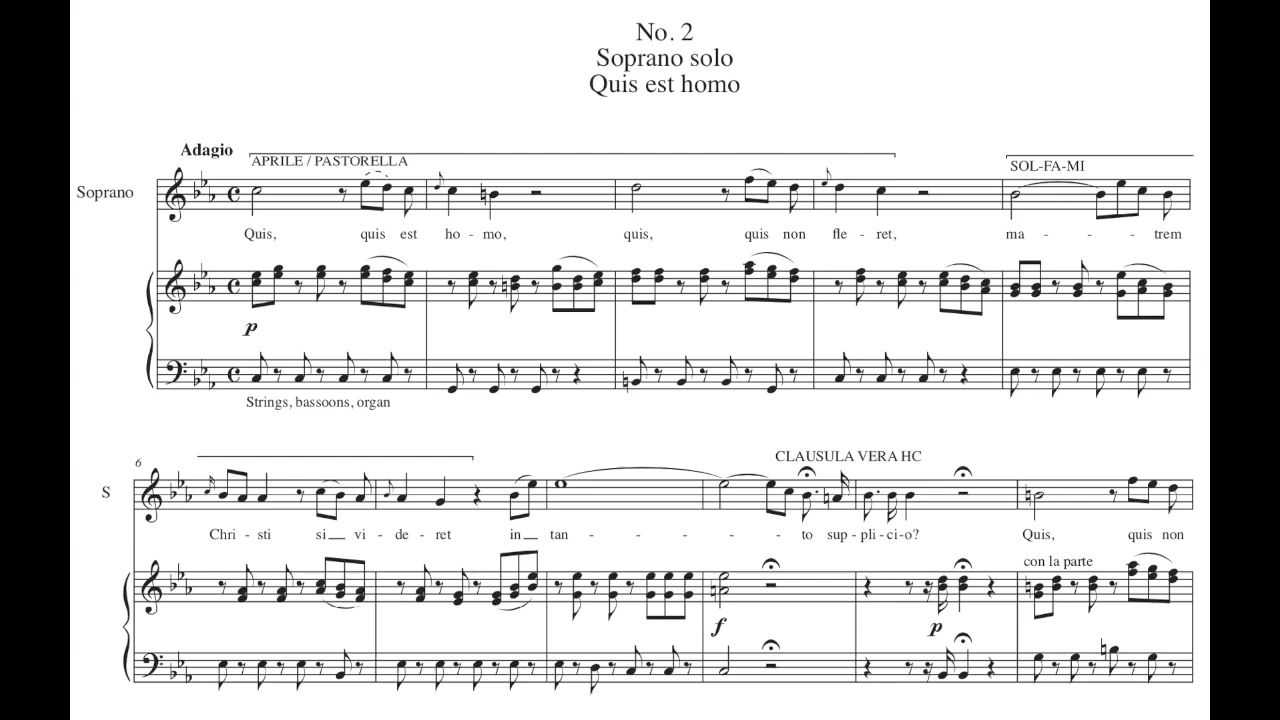 No. 2
Soprano solo
Quis est homo
Adagio
APRILE / PASTORELLA
SOL-FA-MI
Soprano
Quis, quis est ho - mo, quis, quis non fle - ret, ma - - - trem
p
Strings, bassoons, organ
6
CLAUSULA VERA HC
S
Chri - sti si vi - de - ret in tan - - - - - - to sup - pli - ci - o? Quis, quis non
con la parte
f
p